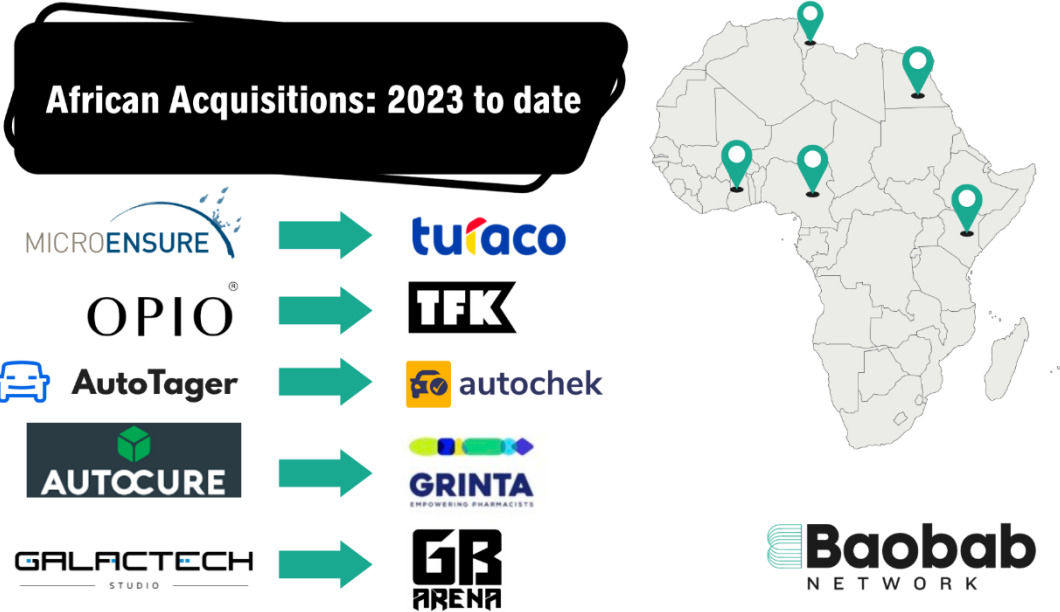 African Acquisitions: 2023 to date
MICROENSURE
turaco
OPIO®
TFK
AutoTager
autochek
AUTOCURE
GRINTA
EMPOWERING PHARMACISTS
GALACTECH
STUDIO
GB
ARENA
Baobab
NETWORK